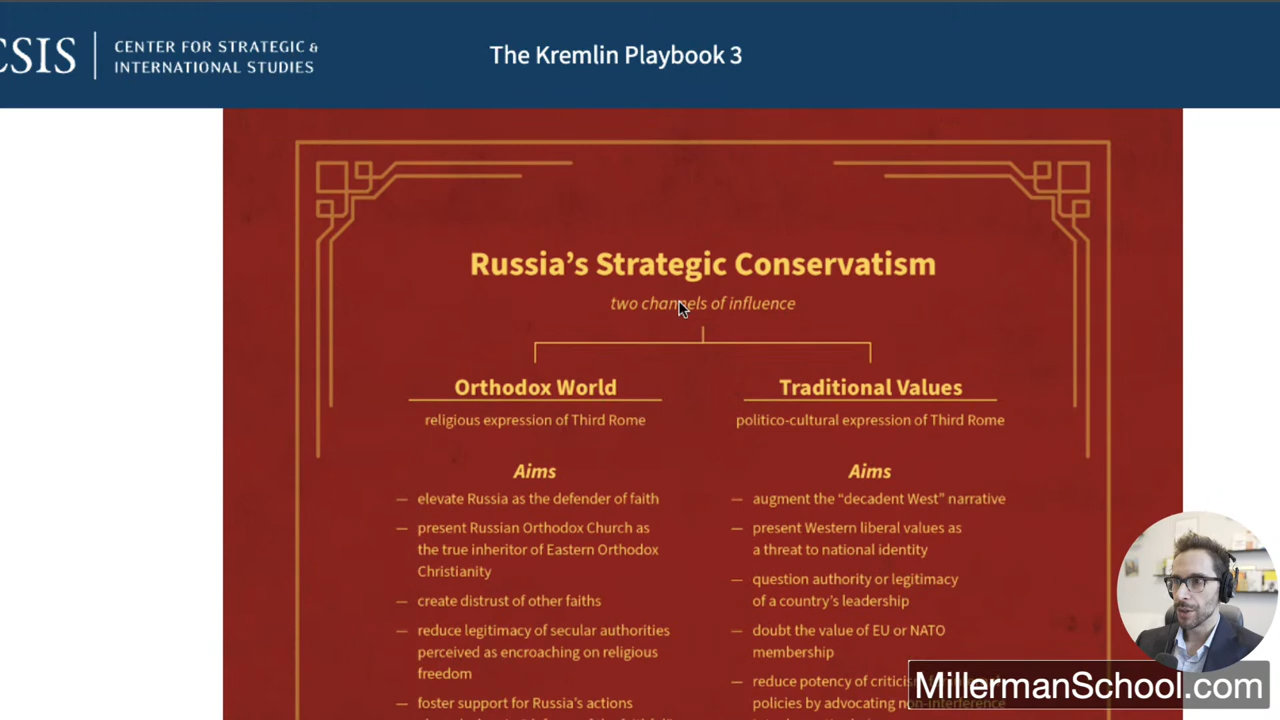 CSIS
CENTER FOR STRATEGIC &
INTERNATIONAL STUDIES
The Kremlin Playbook 3
Russia's Strategic Conservatism
two channels of influence
Orthodox World
religious expression of Third Rome
Aims
— elevate Russia as the defender of faith
— present Russian Orthodox Church as
the true inheritor of Eastern Orthodox
Christianity
— create distrust of other faiths
— reduce legitimacy of secular authorities
perceived as encroaching on religious
freedom
— foster support for Russia's actions
Traditional Values
politico-cultural expression of Third Rome
Aims
— augment the “decadent West” narrative
— present Western liberal values as
a threat to national identity
— question authority or legitimacy
of a country's leadership
— doubt the value of EU or NATO
membership
— reduce potency of
policies by advocating non-interference
MillermanSchool.com